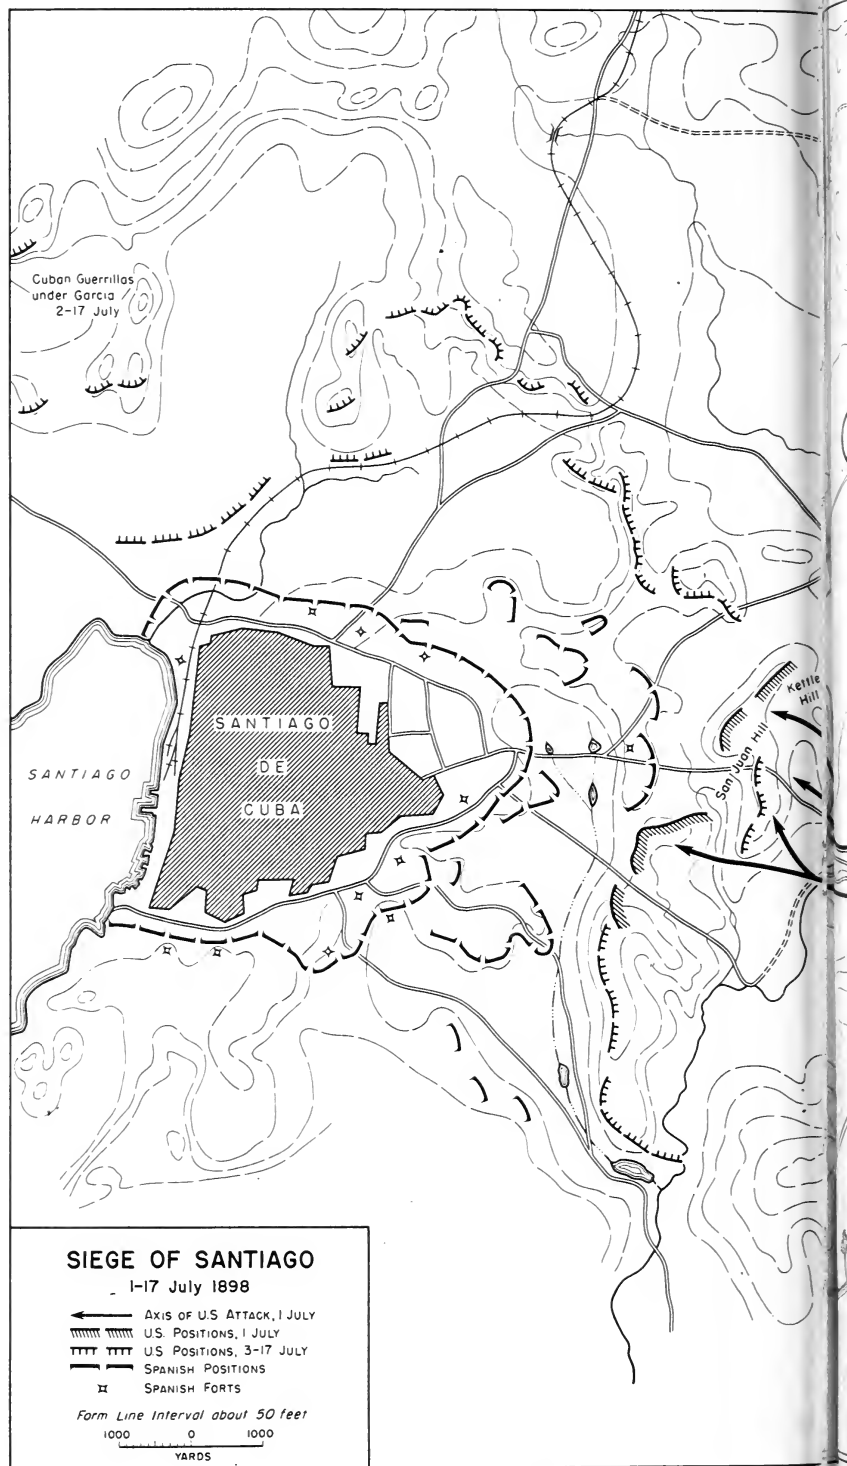 Cuban Guerrillas
under Garcia
2-17 July
Kettle
Hill
San Juan Hill
SANTIAGO
DE
CUBA
SANTIAGO
HARBOR
SIEGE OF SANTIAGO
1-17 July 1898
AXIS OF U.S ATTACK, 1 JULY
U.S. POSITIONS, 1 JULY
U.S POSITIONS, 3-17 JULY
SPANISH POSITIONS
SPANISH FORTS
Form Line Interval about 50 feet
1000 0 1000
YARDS